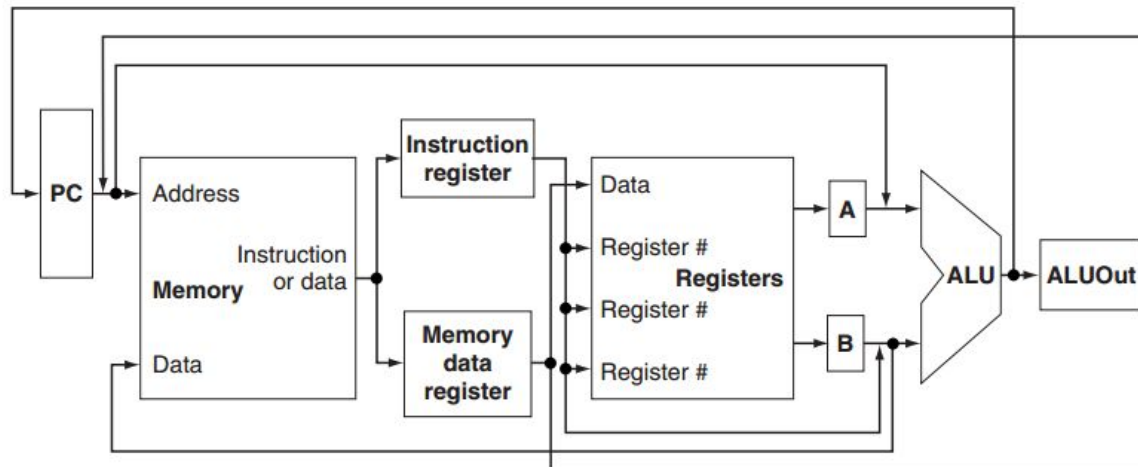 PC
Address
Instruction
or data
Memory
Data
Instruction
register
Memory
data
register
Data
Register #
Registers
Register #
Register #
A
B
ALU
ALUOut